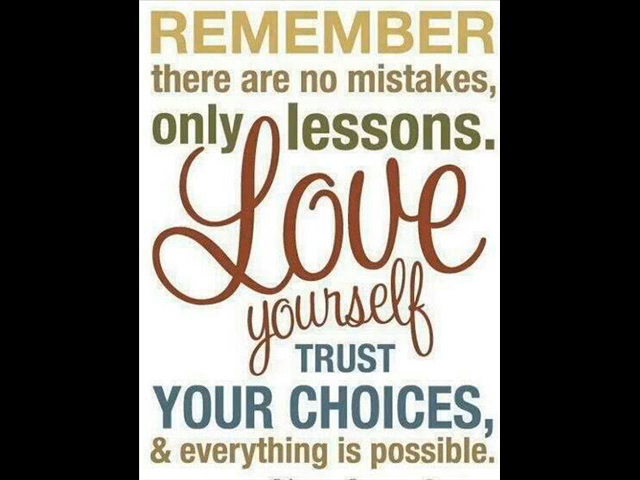 REMEMBER
there are no mistakes,
only lessons.
Love
yourself
TRUST
YOUR CHOICES,
& everything is possible.